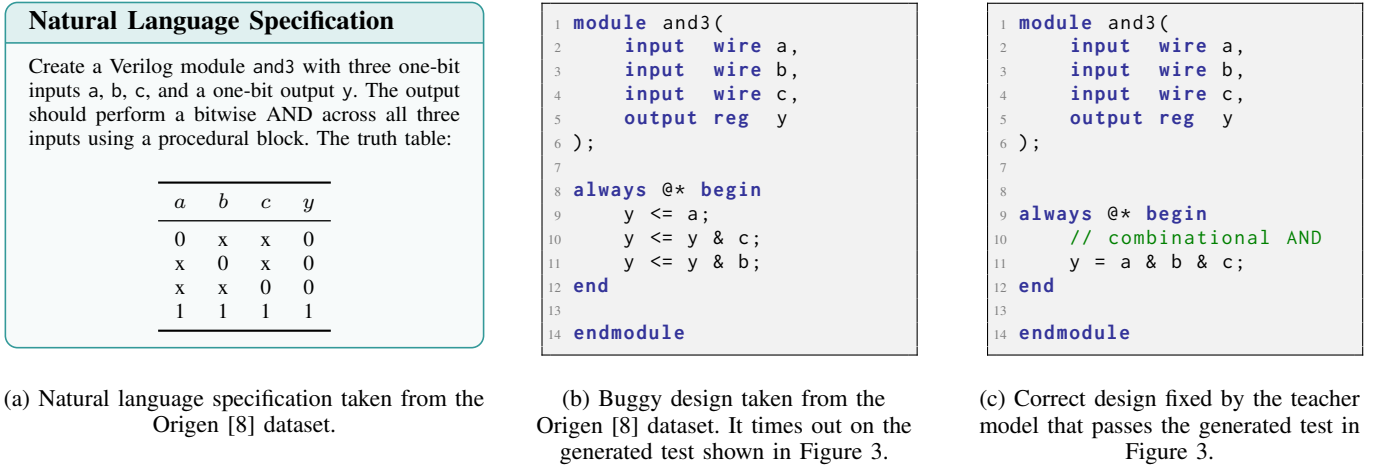 Natural Language Specification
Create a Verilog module and3 with three one-bit
inputs a, b, c, and a one-bit output y. The output
should perform a bitwise AND across all three
inputs using a procedural block. The truth table:
a b c y
0 x x 0
x 0 x 0
x x 0 0
1 1 1 1
(a) Natural language specification taken from the
Origen [8] dataset.
1 module and3(
2     input  wire a,
3     input  wire b,
4     input  wire c,
5     output reg  y
6 );
7
8 always @* begin
9     y <= a;
10     y <= y & c;
11     y <= y & b;
12 end
13
14 endmodule
(b) Buggy design taken from the
Origen [8] dataset. It times out on the
generated test shown in Figure 3.
1 module and3(
2     input  wire a,
3     input  wire b,
4     input  wire c,
5     output reg  y
6 );
7
8
9 always @* begin
10     // combinational AND
11     y = a & b & c;
12 end
13
14 endmodule
(c) Correct design fixed by the teacher
model that passes the generated test in
Figure 3.